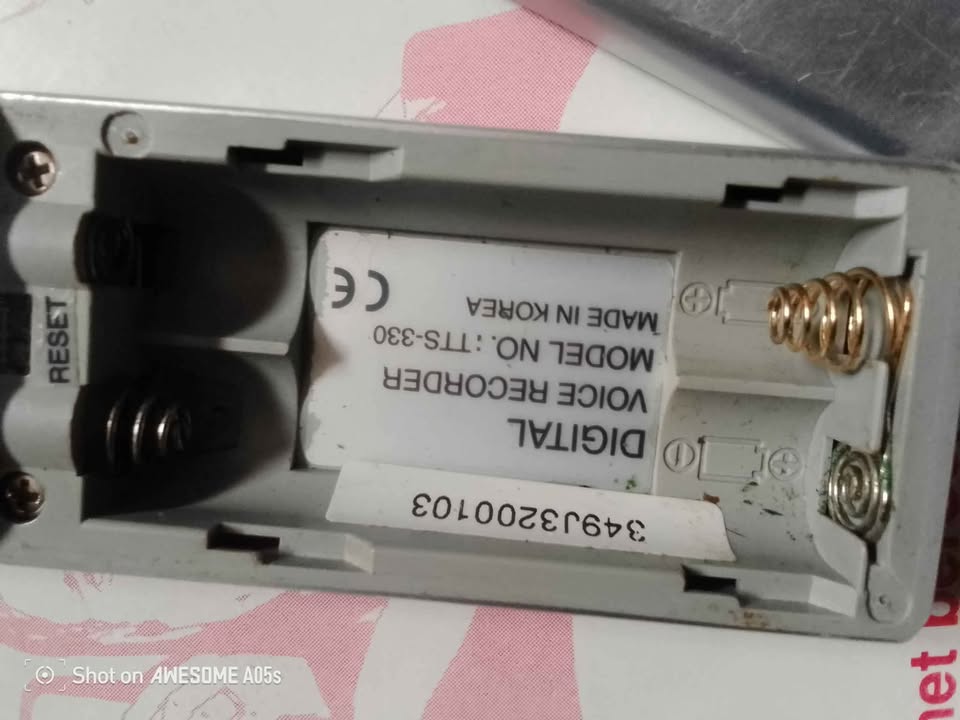 DIGITAL
VOICE RECORDER
MODEL NO. : TTS-330
MADE IN KOREA
CE
349J3200103
RESET
Shot on AWESOME A05s